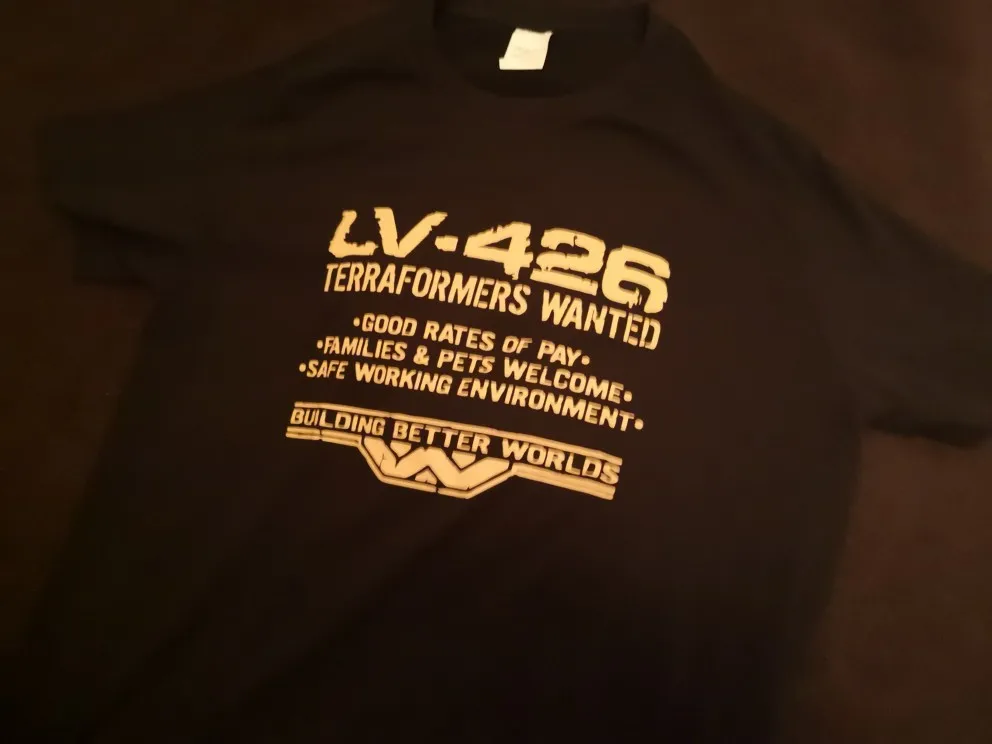 LV-426
TERRAFORMERS WANTED
•GOOD RATES OF PAY•
•FAMILIES & PETS WELCOME•
•SAFE WORKING ENVIRONMENT•
BUILDING BETTER WORLDS